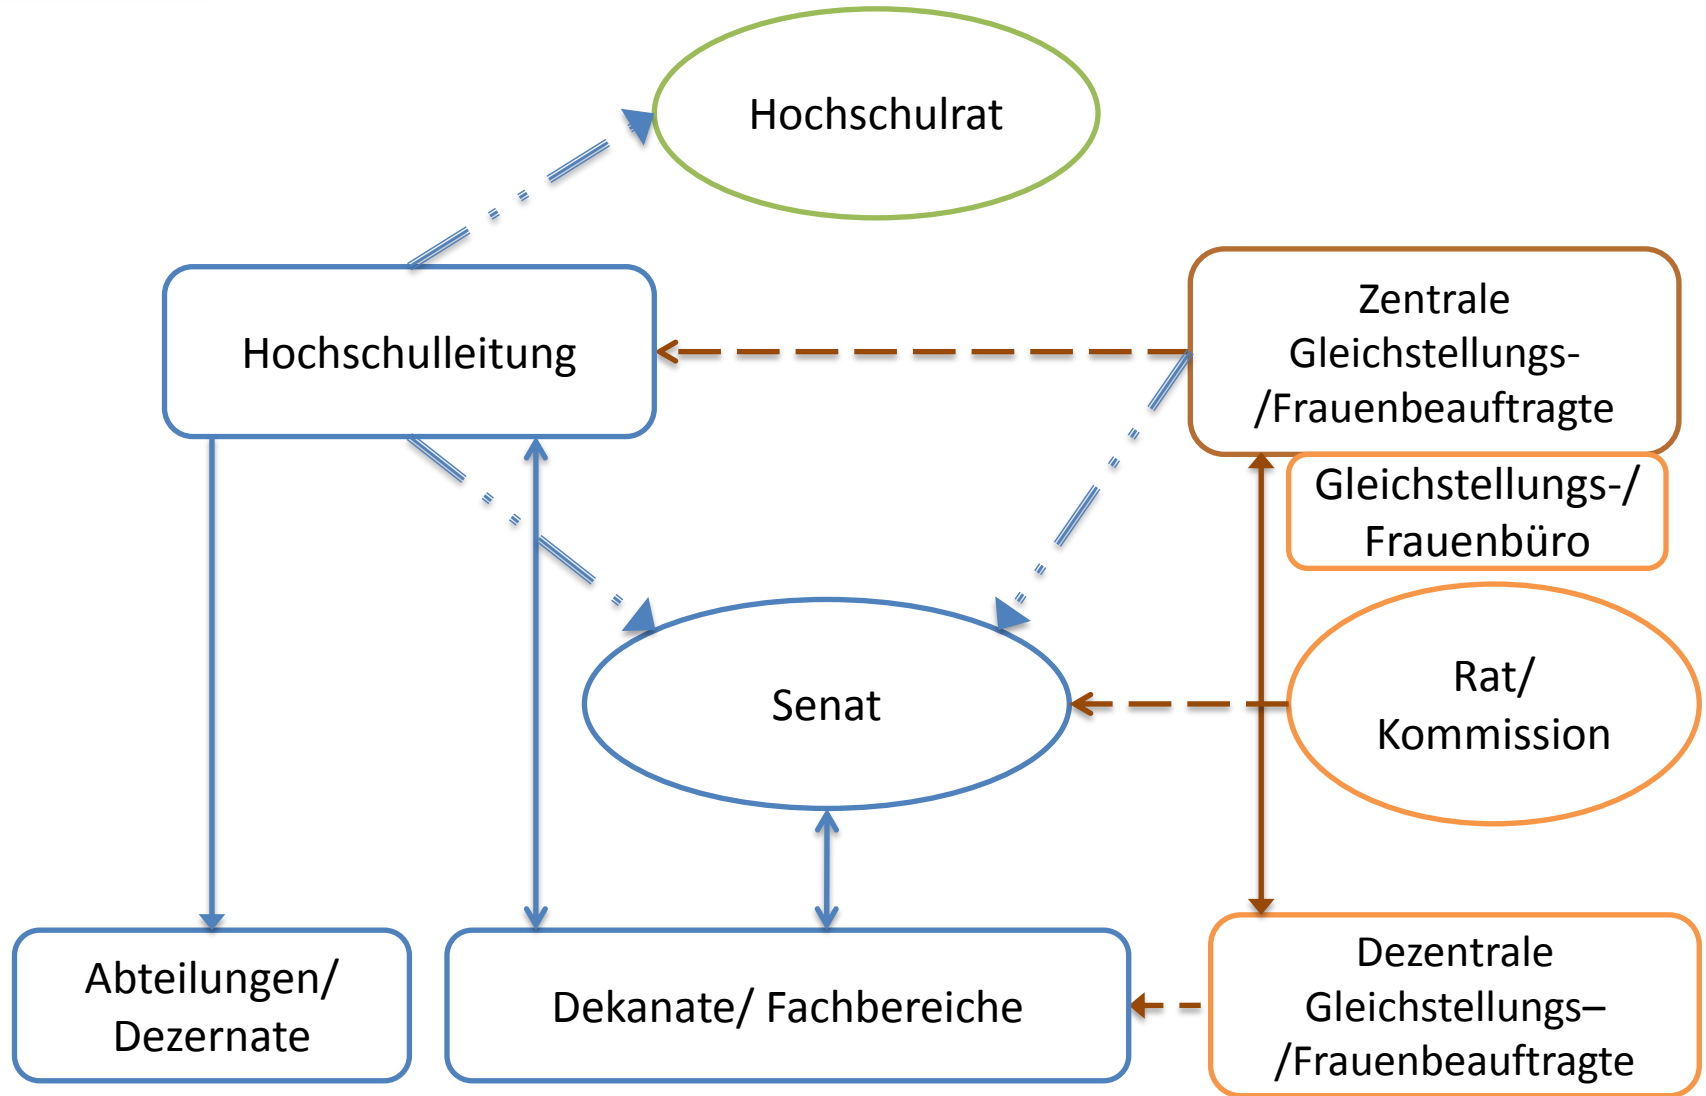 Hochschulrat
Hochschulleitung
Zentrale
Gleichstellungs-
/Frauenbeauftragte
Gleichstellungs-/
Frauenbüro
Senat
Rat/
Kommission
Abteilungen/
Dezernate
Dekanate/ Fachbereiche
Dezentrale
Gleichstellungs–
/Frauenbeauftragte